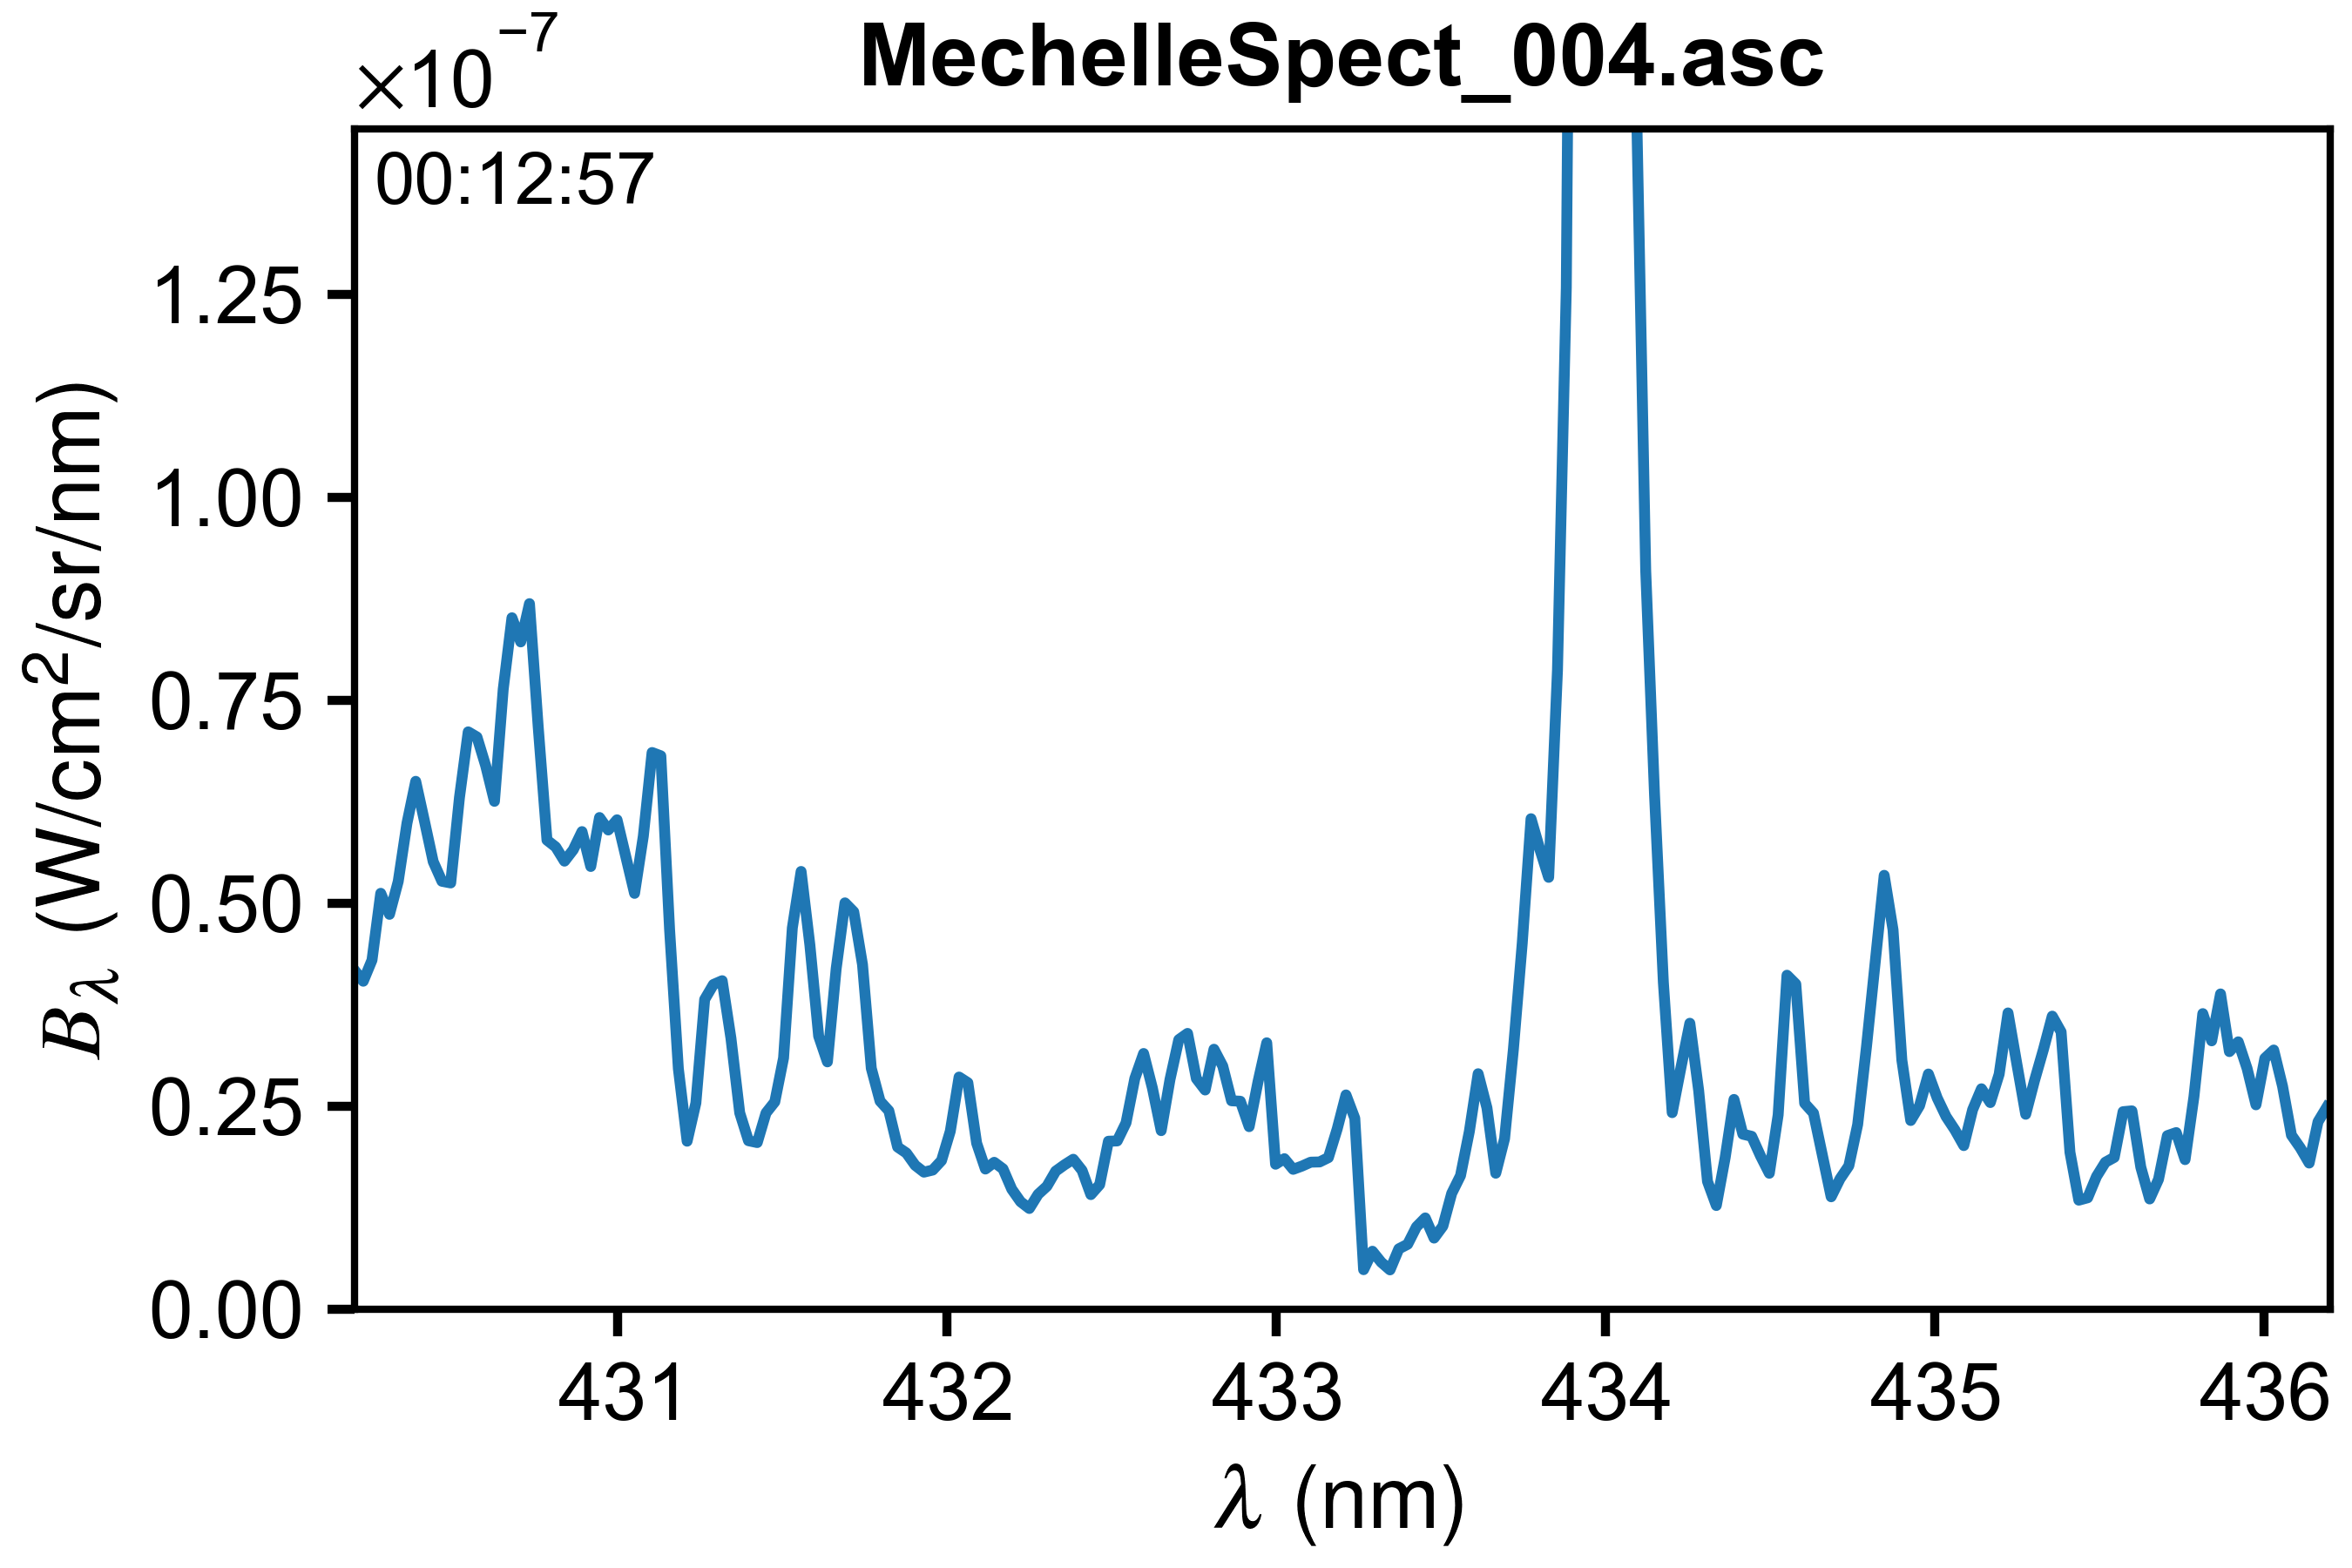 ×10⁻⁷
MechelleSpect_004.asc
00:12:57
1.25
1.00
0.75
0.50
0.25
0.00
B_λ (W/cm²/sr/nm)
431 432 433 434 435 436
λ (nm)